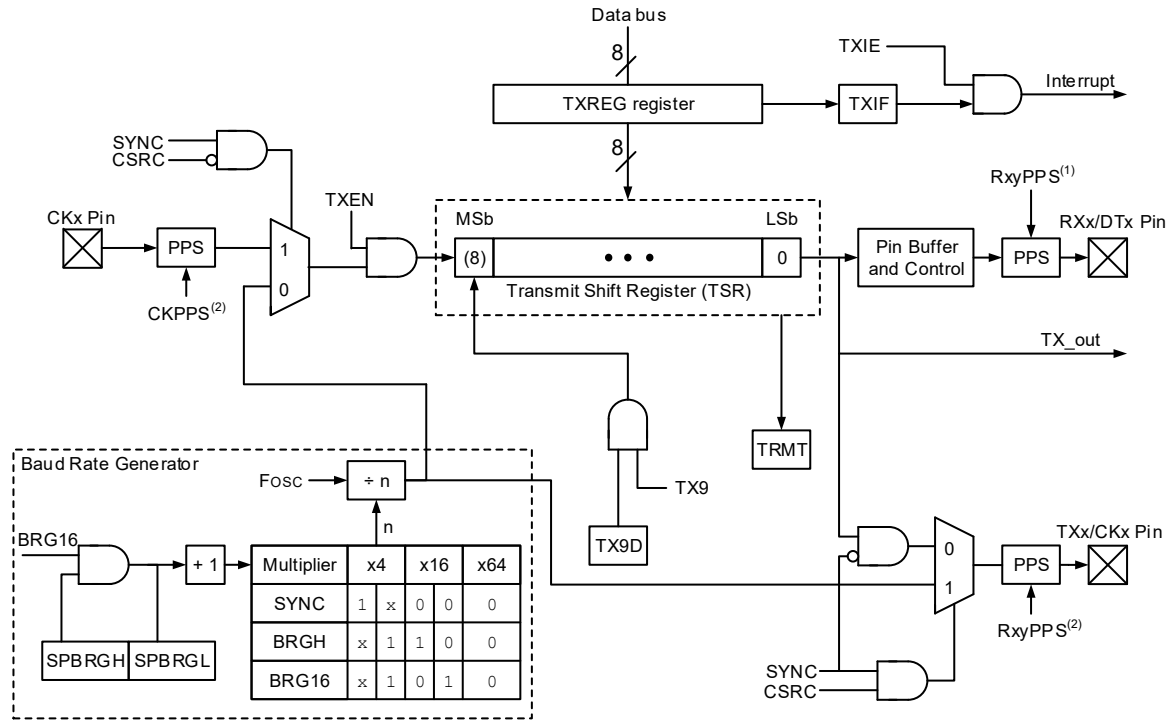 Data bus
8
TXIE
TXREG register
TXIF
Interrupt
SYNC
CSRC
8
RxyPPS(1)
TXEN
CKx Pin
MSb
LSb
RXx/DTx Pin
PPS
1
(8)
• • •
0
Pin Buffer
and Control
PPS
0
Transmit Shift Register (TSR)
CKPPS(2)
TX_out
TRMT
Baud Rate Generator
FOSC
÷ n
TX9
n
BRG16
TX9D
TXx/CKx Pin
+ 1
Multiplier x4 x16 x64
0
PPS
SYNC 1 x 0 0 0
1
BRGH x 1 1 0 0
RxyPPS(2)
SPBRGH SPBRGL
BRG16 x 1 0 1 0
SYNC
CSRC